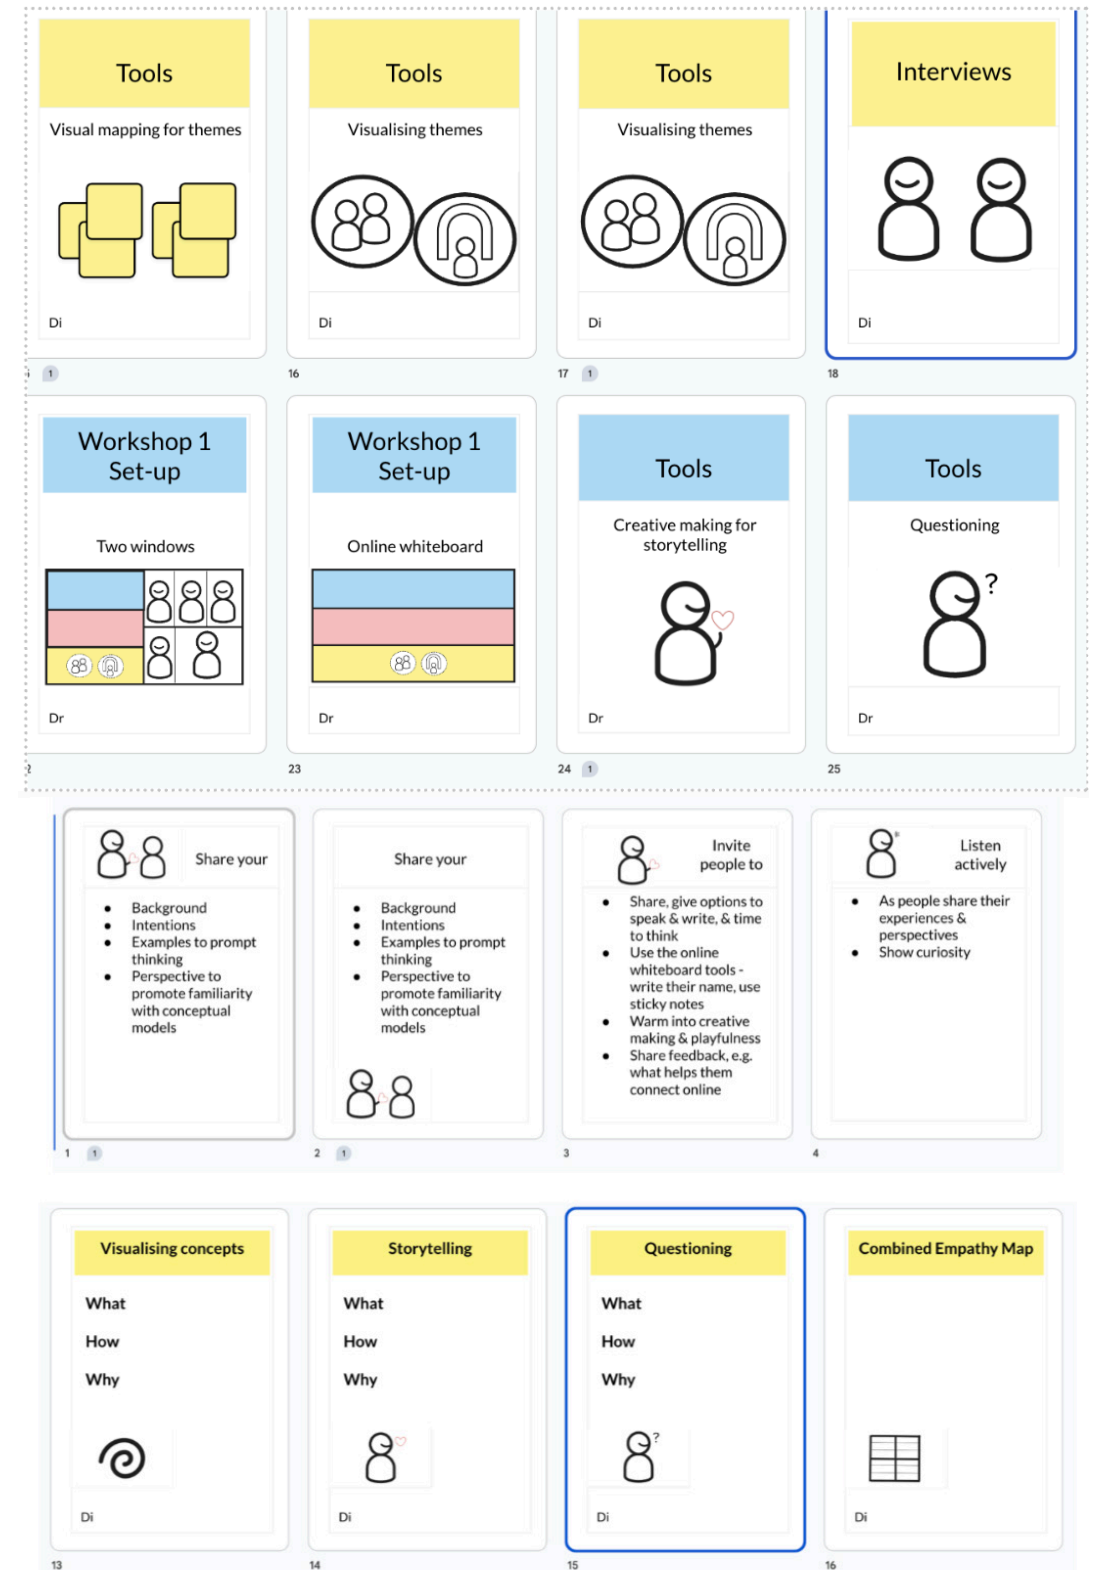 Tools
Visual mapping for themes
Di
1
Tools
Visualising themes
Di
16
Tools
Visualising themes
Di
17 1
Interviews
Di
18
Workshop 1
Set-up
Two windows
Dr
2
Workshop 1
Set-up
Online whiteboard
Dr
23
Tools
Creative making for
storytelling
Dr
24 1
Tools
Questioning
?
Dr
25
Share your
● Background
● Intentions
● Examples to prompt
thinking
● Perspective to
promote familiarity
with conceptual
models
1 1
Share your
● Background
● Intentions
● Examples to prompt
thinking
● Perspective to
promote familiarity
with conceptual
models
2 1
Invite
people to
● Share, give options to
speak & write, & time
to think
● Use the online
whiteboard tools -
write their name, use
sticky notes
● Warm into creative
making & playfulness
● Share feedback, e.g.
what helps them
connect online
3
Listen
actively
● As people share their
experiences &
perspectives
● Show curiosity
4
Visualising concepts
What
How
Why
Di
13
Storytelling
What
How
Why
Di
14
Questioning
What
How
Why
?
Di
15
Combined Empathy Map
Di
16